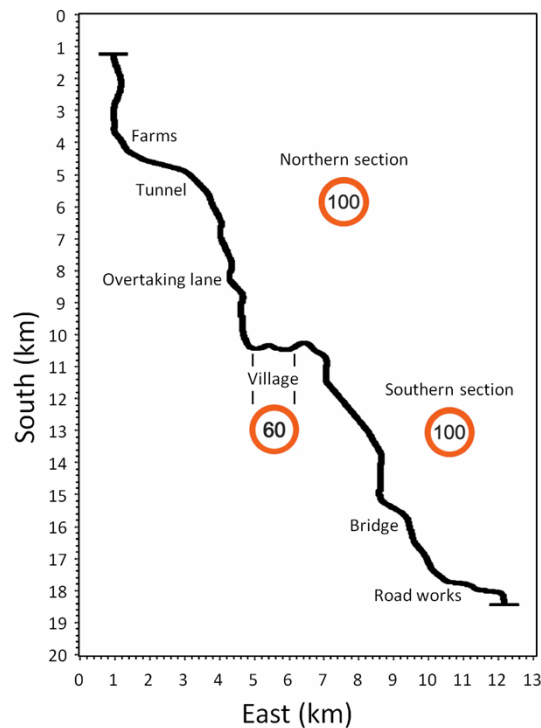 0
1
2
3
4
5
6
7
8
9
10
11
12
13
14
15
16
17
18
19
20
South (km)
Farms
Tunnel
Northern section
100
Overtaking lane
Village
60
Southern section
100
Bridge
Road works
0 1 2 3 4 5 6 7 8 9 10 11 12 13
East (km)